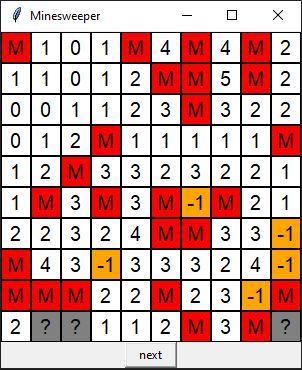 Minesweeper
M 1 0 1 M 4 M 4 M 2
1 1 0 1 2 M M 5 M 2
0 0 1 1 2 3 M 3 2 2
0 1 2 M 1 1 1 1 1 M
1 2 M 3 3 2 3 2 2 1
1 M 3 M 3 M -1 M 2 1
2 2 3 2 4 M M 3 3 -1
M 4 3 -1 3 3 3 2 4 -1
M M M 2 2 M 2 3 -1 M
2 ? ? 1 1 2 M 3 M ?
next